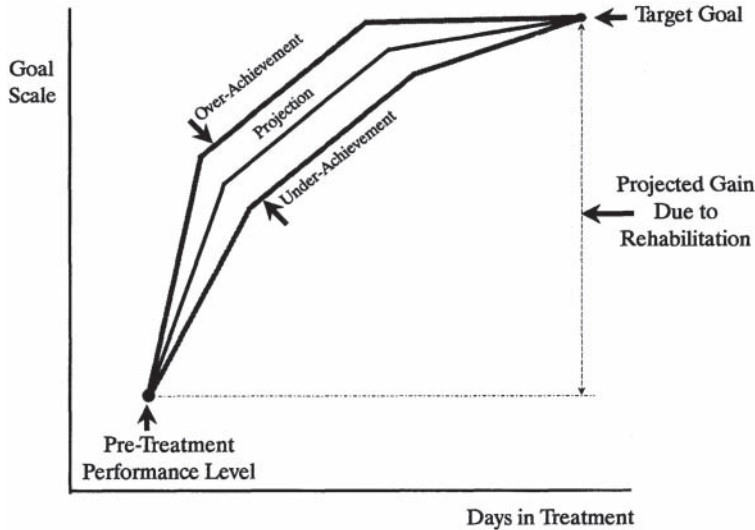 Target Goal
Goal
Scale
Over-Achievement
Projection
Under-Achievement
Projected Gain
Due to
Rehabilitation
Pre-Treatment
Performance Level
Days in Treatment